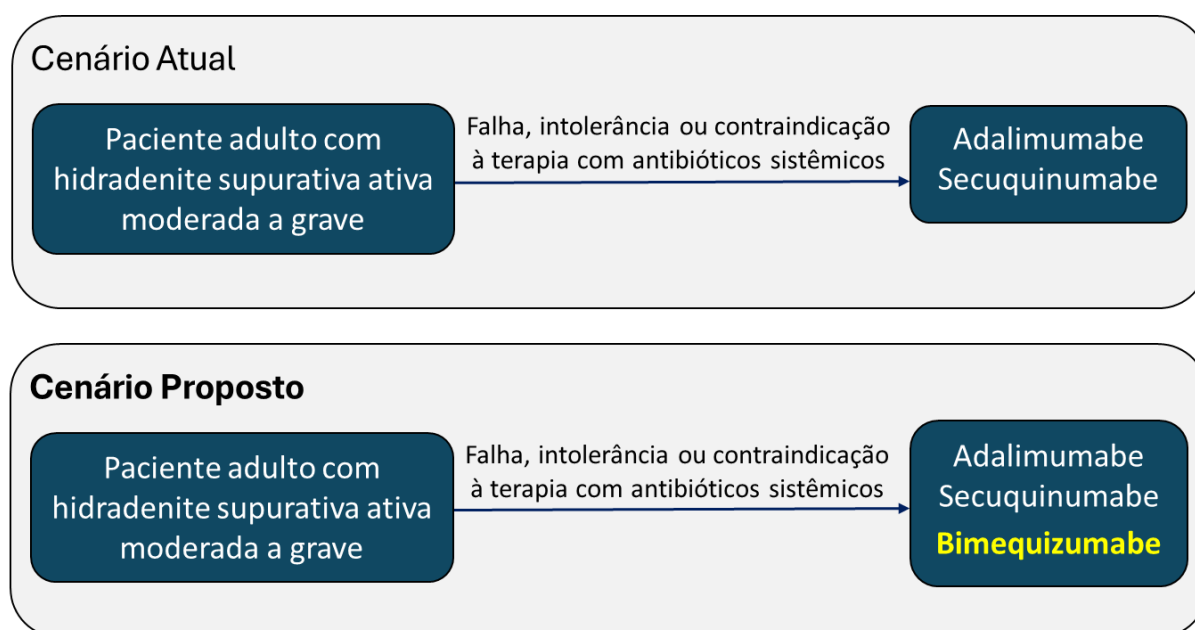 Cenário Atual
Paciente adulto com
hidradenite supurativa ativa
moderada a grave
Falha, intolerância ou contraindicação
à terapia com antibióticos sistêmicos
Adalimumabe
Secuquinumabe
Cenário Proposto
Paciente adulto com
hidradenite supurativa ativa
moderada a grave
Falha, intolerância ou contraindicação
à terapia com antibióticos sistêmicos
Adalimumabe
Secuquinumabe
Bimequizumabe